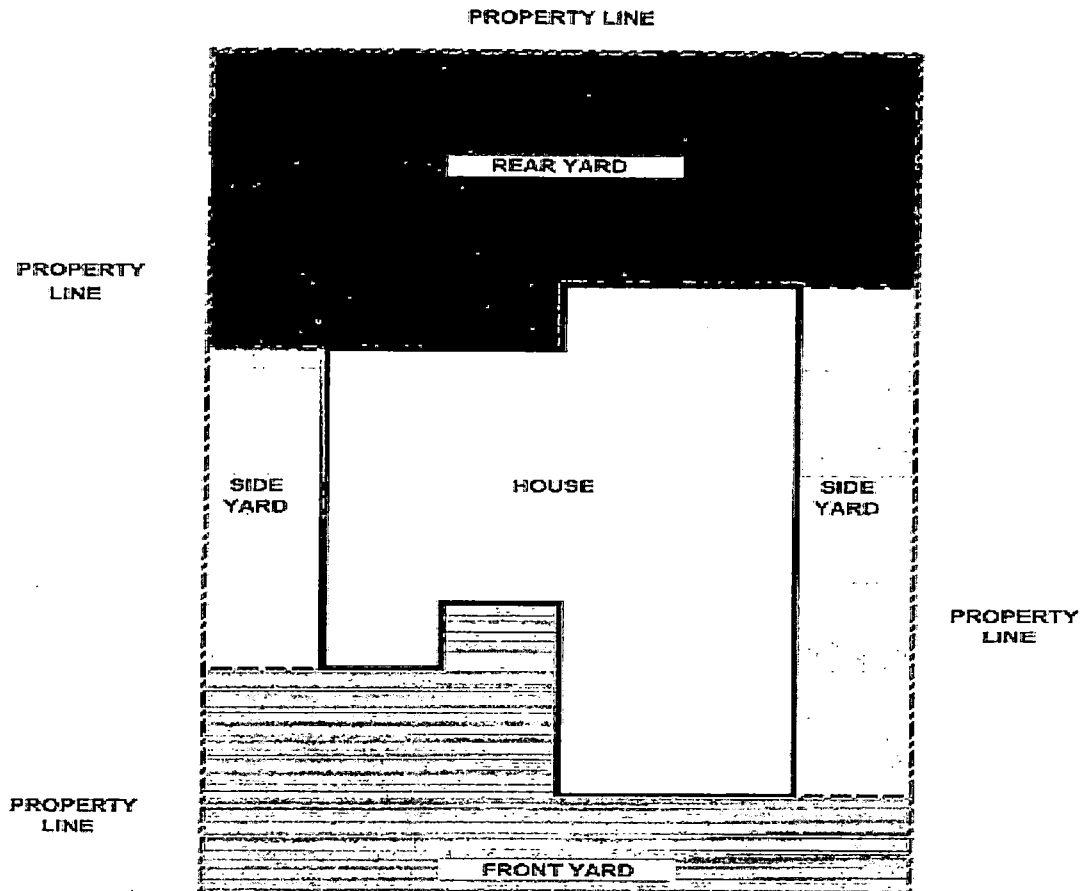 PROPERTY LINE
REAR YARD
PROPERTY
LINE
SIDE
YARD
HOUSE
SIDE
YARD
PROPERTY
LINE
PROPERTY
LINE
FRONT YARD